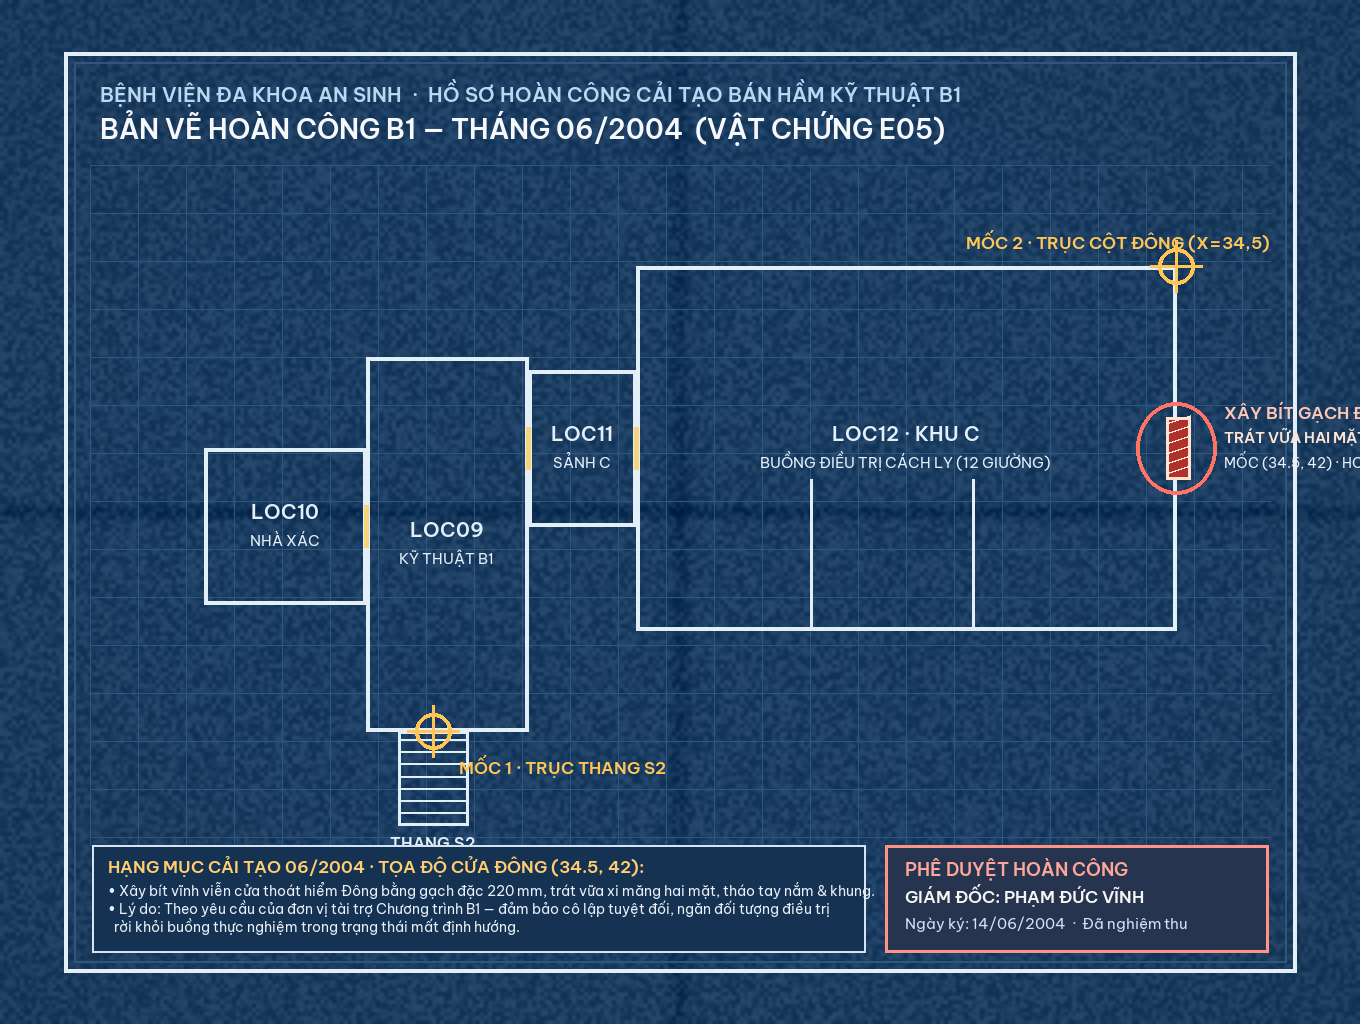 BỆNH VIỆN ĐA KHOA AN SINH · HỒ SƠ HOÀN CÔNG CẢI TẠO BÁN HẦM KỸ THUẬT B1
BẢN VẼ HOÀN CÔNG B1 — THÁNG 06/2004 (VẬT CHỨNG E05)
MỐC 2 · TRỤC CỘT ĐÔNG (X=34,5)
XÂY BÍT GẠCH
TRÁT VỮA HAI MẶT
MỐC (34.5, 42) ·
LOC11
SẢNH C
LOC12 · KHU C
BUỒNG ĐIỀU TRỊ CÁCH LY (12 GIƯỜNG)
LOC10
NHÀ XÁC
LOC09
KỸ THUẬT B1
MỐC 1 · TRỤC THANG S2
THANG S2
HẠNG MỤC CẢI TẠO 06/2004 · TỌA ĐỘ CỬA ĐÔNG (34.5, 42):
• Xây bít vĩnh viễn cửa thoát hiểm Đông bằng gạch đặc 220 mm, trát vữa xi măng hai mặt, tháo tay nắm & khung.
• Lý do: Theo yêu cầu của đơn vị tài trợ Chương trình B1 — đảm bảo cô lập tuyệt đối, ngăn đối tượng điều trị
rời khỏi buồng thực nghiệm trong trạng thái mất định hướng.
PHÊ DUYỆT HOÀN CÔNG
GIÁM ĐỐC: PHẠM ĐỨC VĨNH
Ngày ký: 14/06/2004 · Đã nghiệm thu